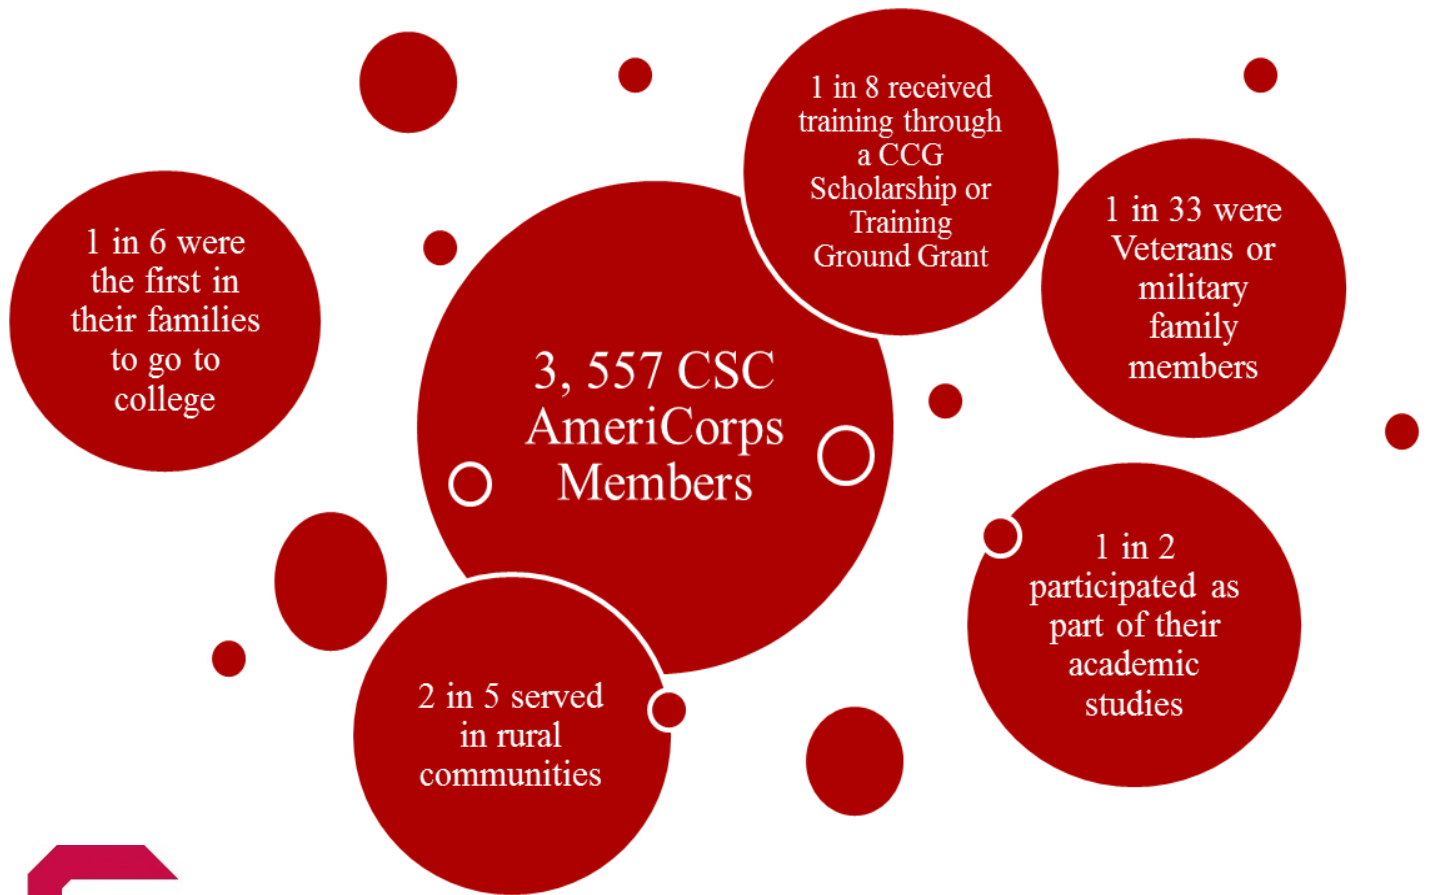 1 in 8 received
training through
a CCG
Scholarship or
Training
Ground Grant
1 in 33 were
Veterans or
military
family
members
1 in 6 were
the first in
their families
to go to
college
3, 557 CSC
AmeriCorps
Members
1 in 2
participated as
part of their
academic
studies
2 in 5 served
in rural
communities